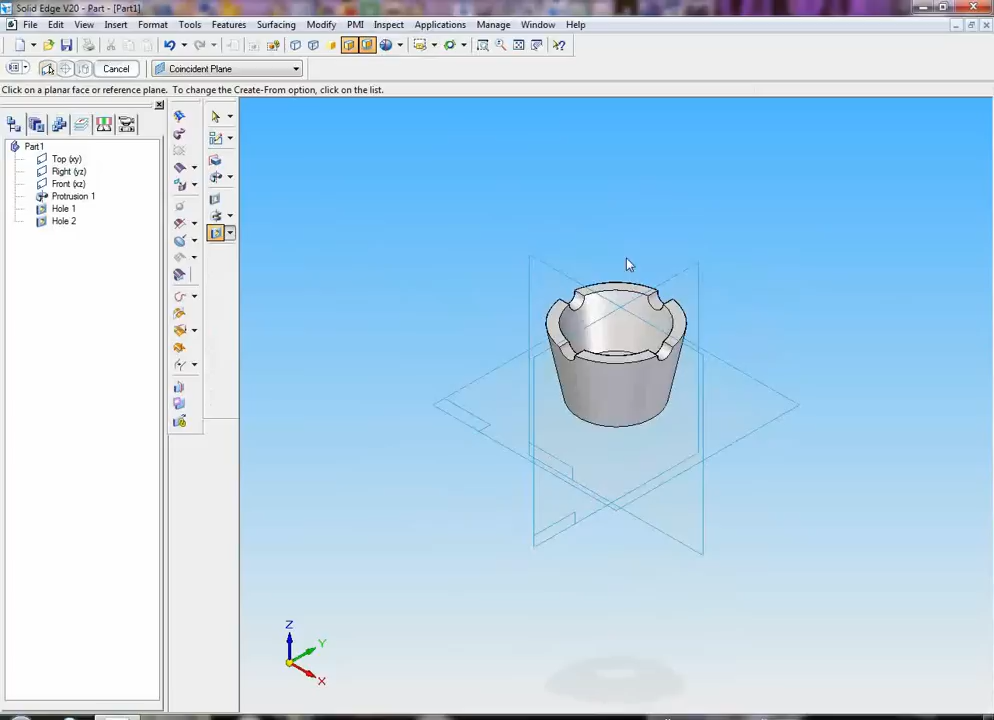 Solid Edge V20 - Part - [Part1]
File Edit View Insert Format Tools Features Surfacing Modify PMI Inspect Applications Manage Window Help
Cancel Coincident Plane
Click on a planar face or reference plane. To change the Create-From option, click on the list.
Part1
Top (xy)
Right (yz)
Front (xz)
Protrusion 1
Hole 1
Hole 2
Z
Y
X